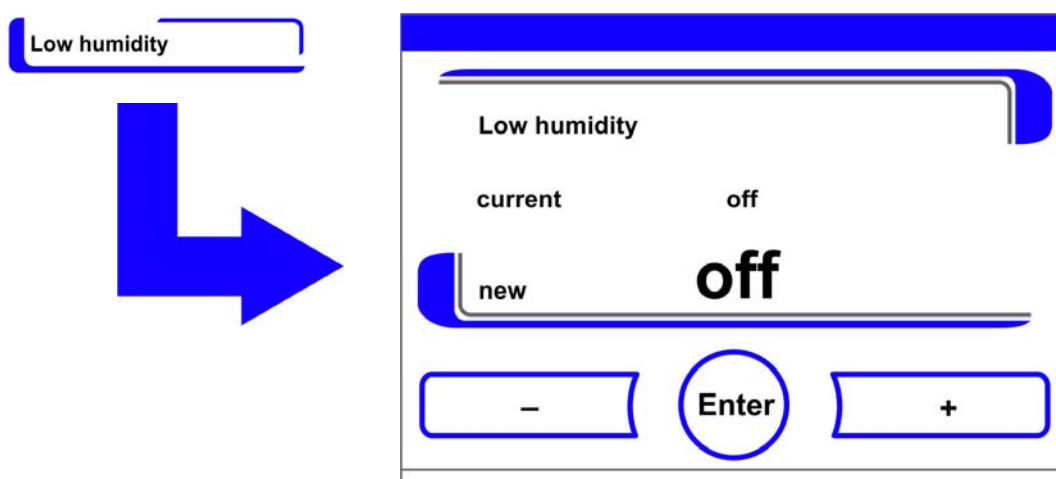 Low humidity
Low humidity
current off
new off
– Enter +